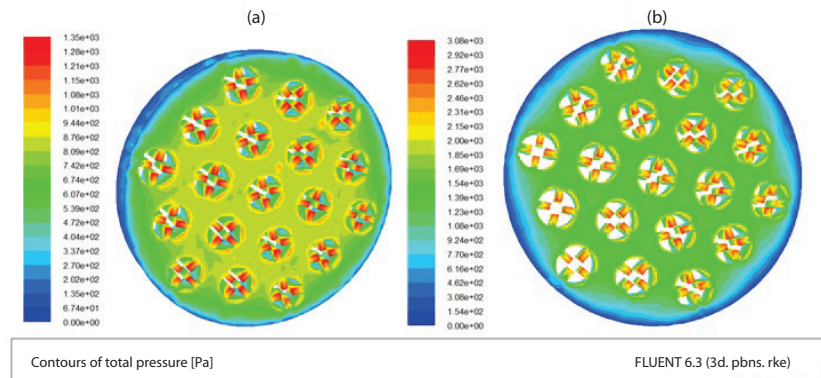 (a)
1.35e+03
1.28e+03
1.21e+03
1.15e+03
1.08e+03
1.01e+03
9.44e+02
8.76e+02
8.09e+02
7.42e+02
6.74e+02
6.07e+02
5.39e+02
4.72e+02
4.04e+02
3.37e+02
2.70e+02
2.02e+02
1.35e+02
6.74e+01
0.00e+00
(b)
3.08e+03
2.92e+03
2.77e+03
2.62e+03
2.46e+03
2.31e+03
2.15e+03
2.00e+03
1.85e+03
1.69e+03
1.54e+03
1.39e+03
1.23e+03
1.08e+03
9.24e+02
7.70e+02
6.16e+02
4.62e+02
3.08e+02
1.54e+02
0.00e+00
Contours of total pressure [Pa]
FLUENT 6.3 (3d. pbns. rke)